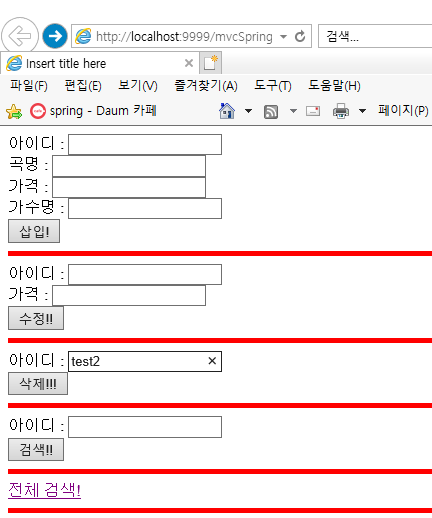 http://localhost:9999/mvcSpring
검색...
Insert title here
파일(F) 편집(E) 보기(V) 즐겨찾기(A) 도구(T) 도움말(H)
spring - Daum 카페
페이지(P)
아이디 :
곡명 :
가격 :
가수명 :
삽입!
아이디 :
가격 :
수정!!
아이디 : test2
삭제!!!
아이디 :
검색!!
전체 검색!